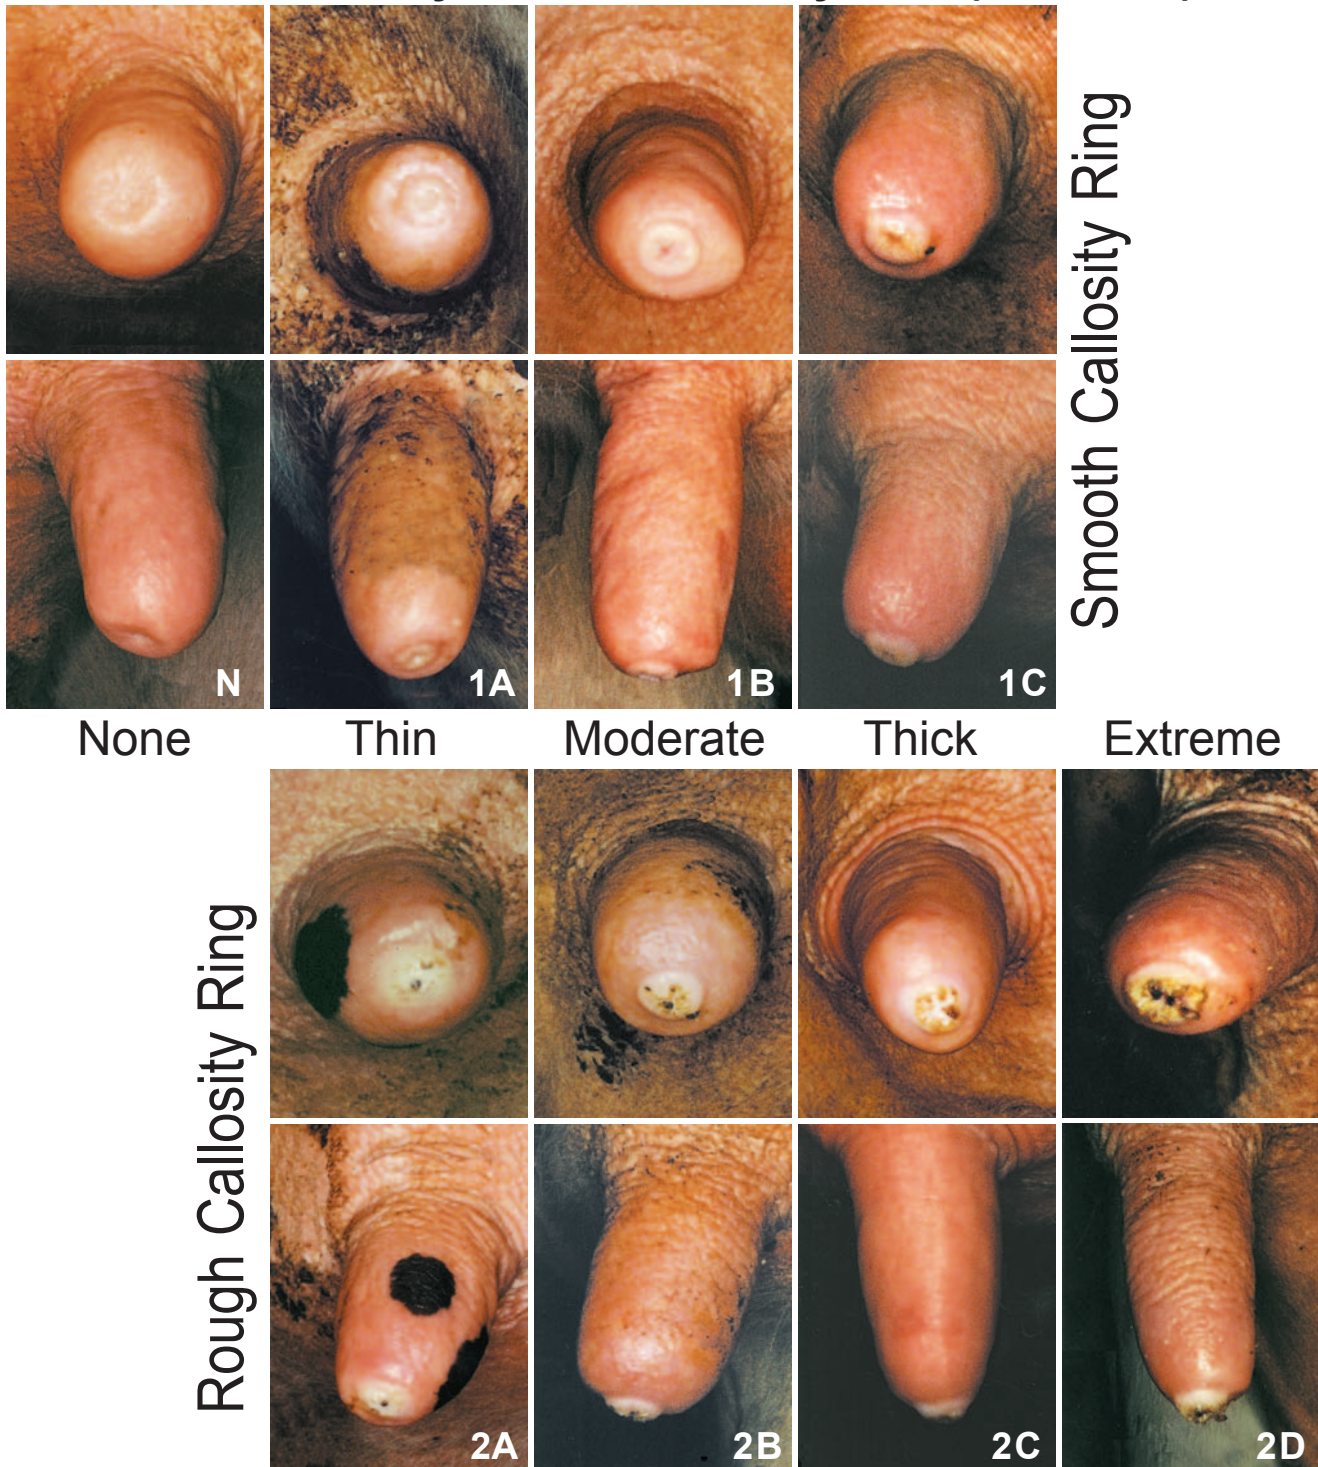 Smooth Callosity Ring
N
1A
1B
1C
None
Thin
Moderate
Thick
Extreme
Rough Callosity Ring
2A
2B
2C
2D